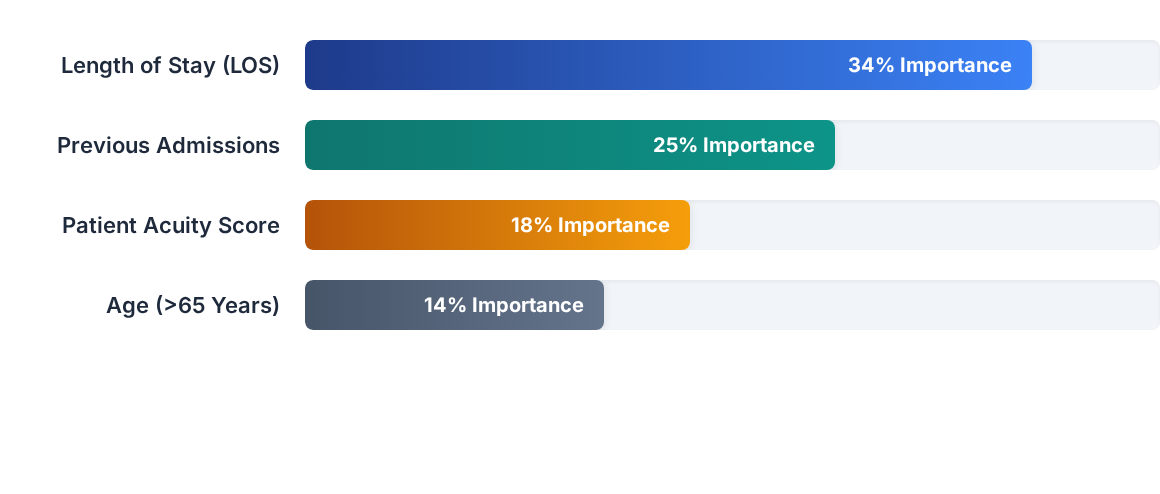 Length of Stay (LOS) 34% Importance
Previous Admissions 25% Importance
Patient Acuity Score 18% Importance
Age (>65 Years) 14% Importance